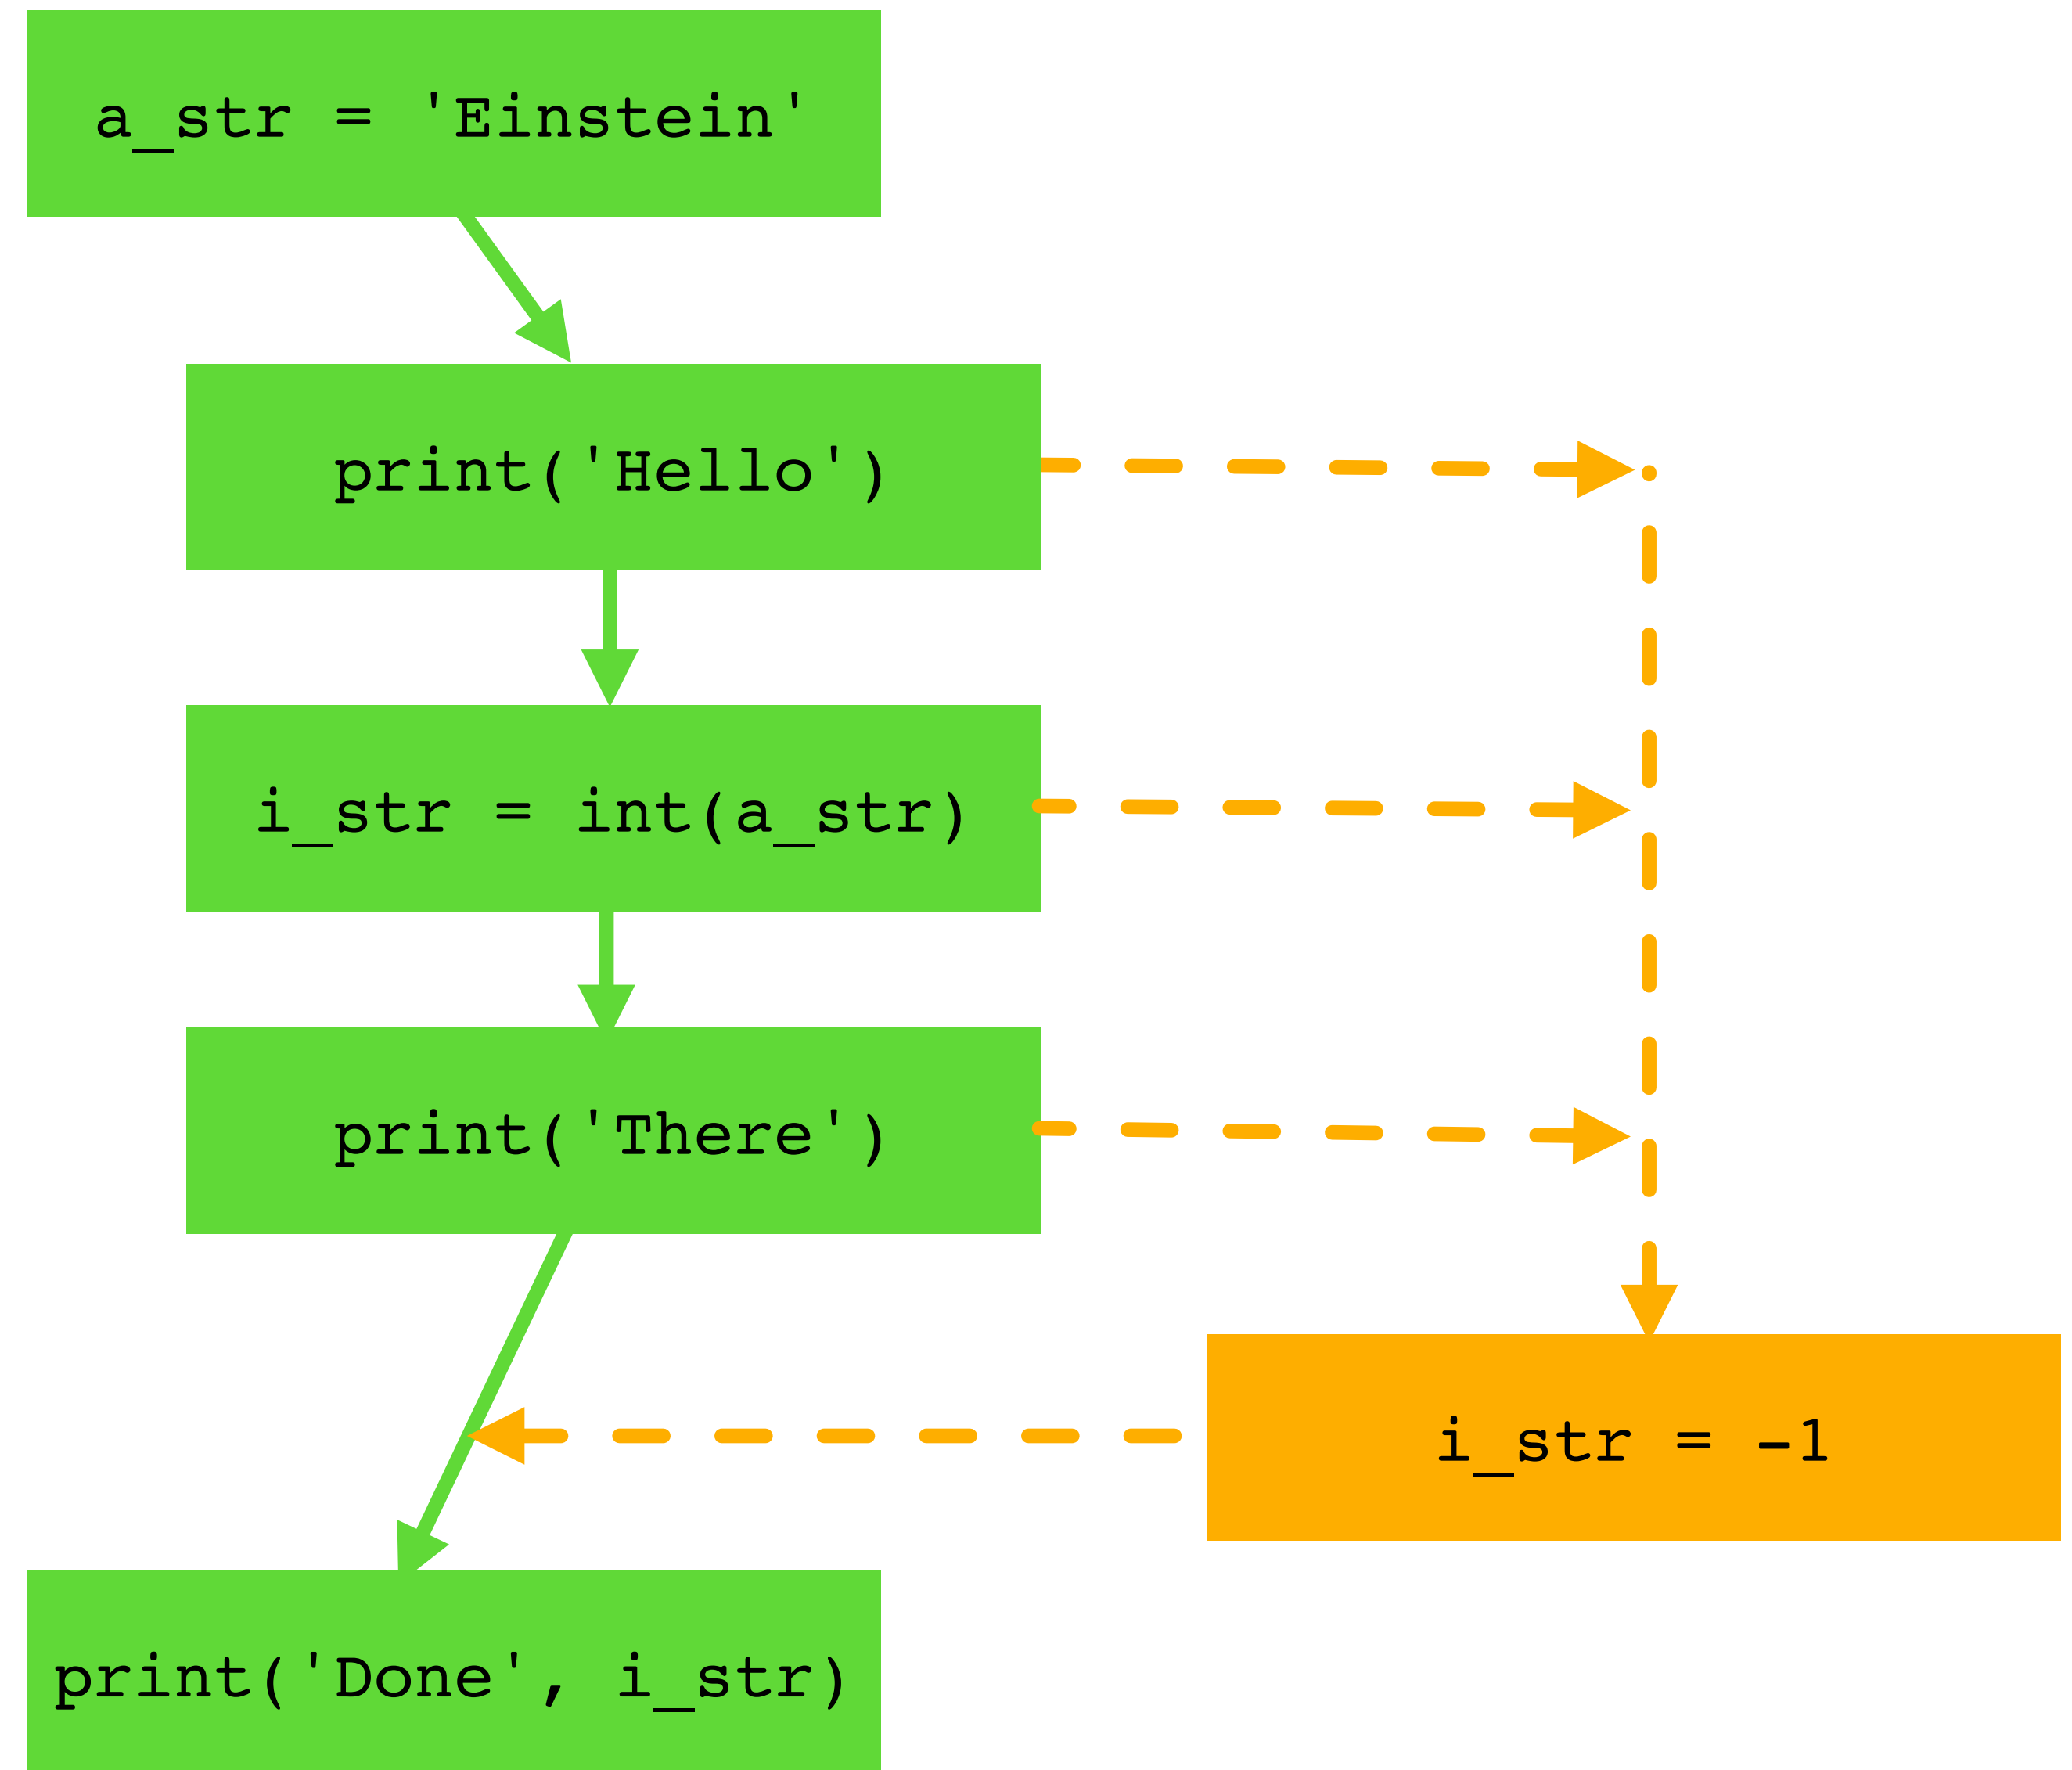 a_str = 'Einstein'
print('Hello')
i_str = int(a_str)
print('There')
i_str = -1
print('Done', i_str)